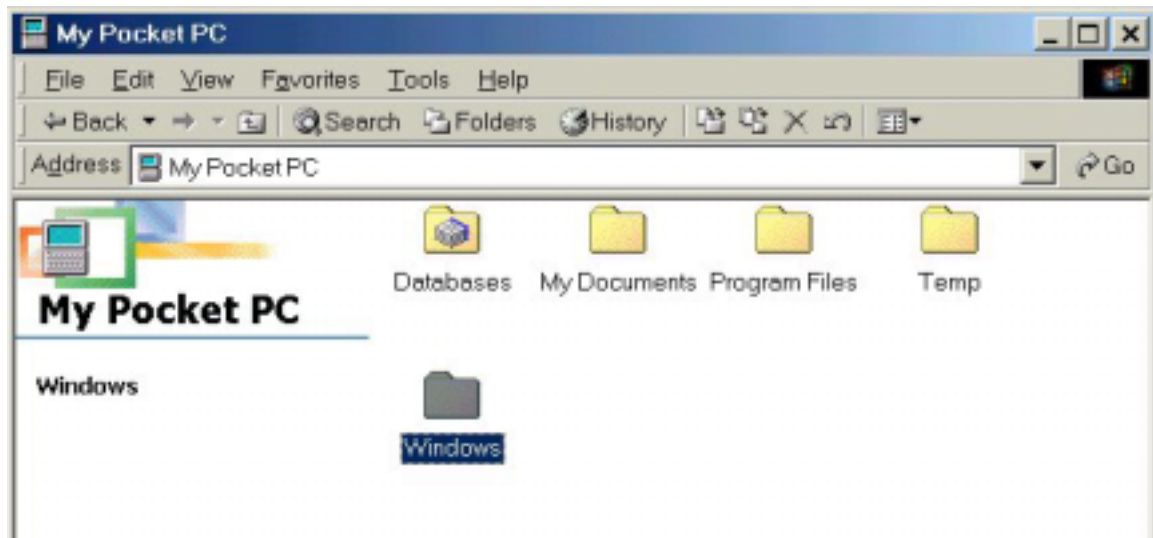 My Pocket PC
File Edit View Favorites Tools Help
Back Search Folders History
Address My Pocket PC Go
My Pocket PC
Databases My Documents Program Files Temp
Windows
Windows